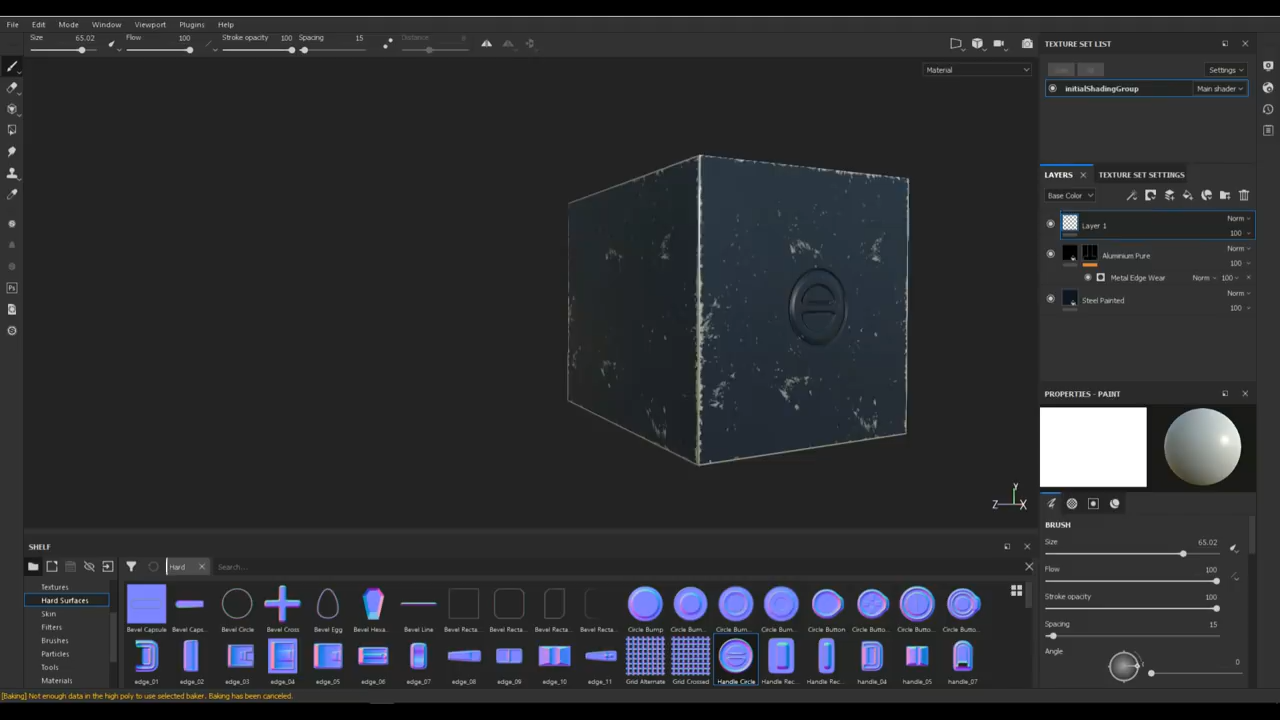 File Edit Mode Window Viewport Plugins Help
Size 65.02 Flow 100 Stroke opacity 100 Spacing 15 Distance
Material
TEXTURE SET LIST
Settings
initialShadingGroup Main shader
LAYERS TEXTURE SET SETTINGS
Base Color
Layer 1 Norm 100
Aluminium Pure Norm 100
Metal Edge Wear Norm 100
Steel Painted Norm 100
PROPERTIES - PAINT
BRUSH
Size 65.02
Flow 100
Stroke opacity 100
Spacing 15
Angle 0
Y
Z X
SHELF
Hard Search...
Textures
Hard Surfaces
Skin
Filters
Brushes
Parties
Particles
Tools
Materials
Bevel Capsule Bevel Caps... Bevel Circle Bevel Cross Bevel Egg Bevel Hexa... Bevel Line Bevel Recta... Bevel Recta... Bevel Recta... Bevel Recta... Circle Bump Circle Bum... Circle Bum... Circle Bum... Circle Button Circle Butto... Circle Butto... Circle Butto...
edge_01 edge_02 edge_03 edge_04 edge_05 edge_06 edge_07 edge_08 edge_09 edge_10 edge_11 Grid Alternate Grid Crossed Handle Circle Handle Rec... Handle Rec... handle_04 handle_05 handle_07
Ps
[Baking] Not enough data in the high poly to use selected baker. Baking has been canceled.